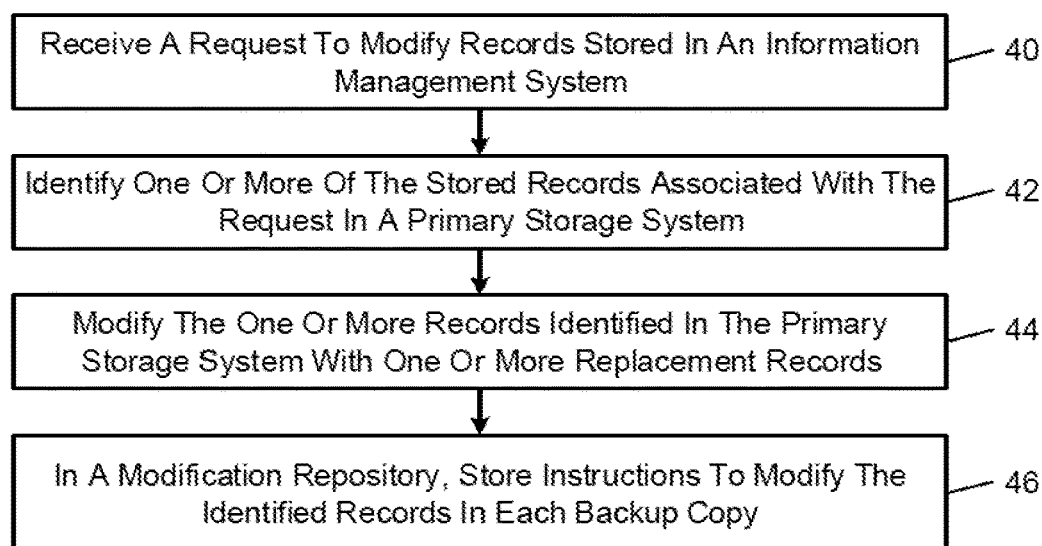 Receive A Request To Modify Records Stored In An Information
Management System
40
Identify One Or More Of The Stored Records Associated With The
Request In A Primary Storage System
42
Modify The One Or More Records Identified In The Primary
Storage System With One Or More Replacement Records
44
In A Modification Repository, Store Instructions To Modify The
Identified Records In Each Backup Copy
46